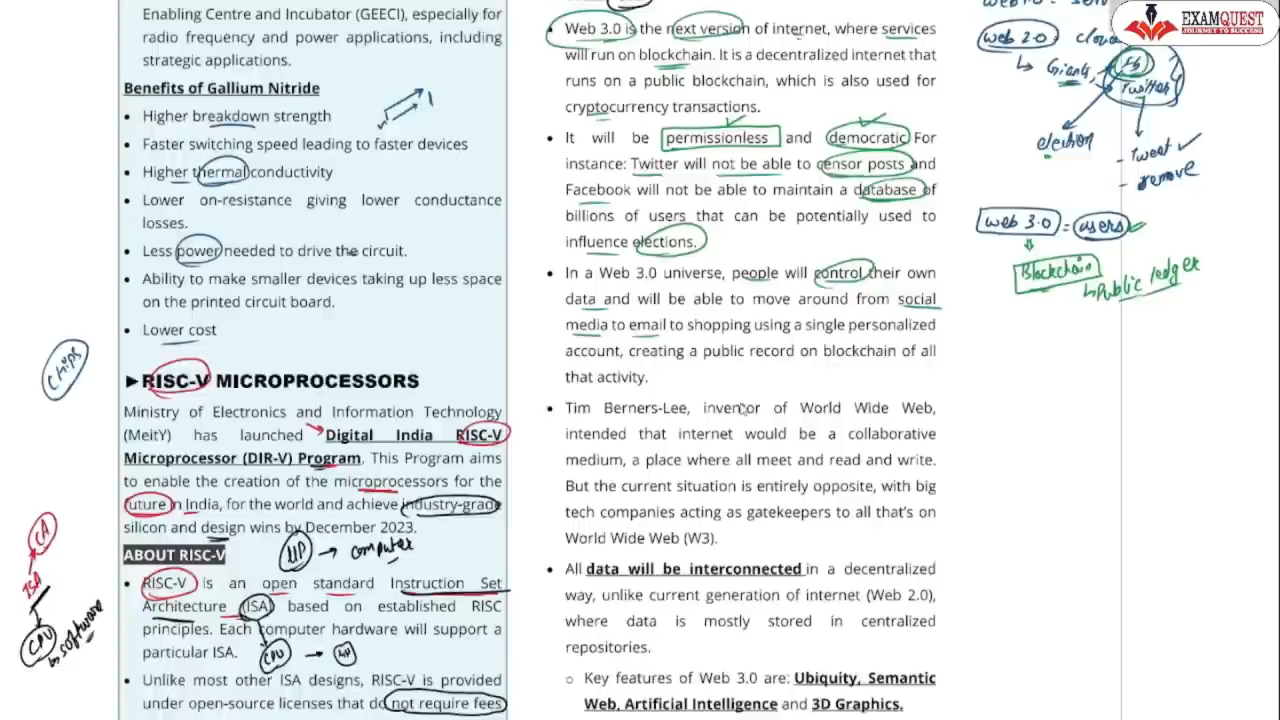 Enabling Centre and Incubator (GEECI), especially for
radio frequency and power applications, including
strategic applications.
Benefits of Gallium Nitride
• Higher breakdown strength
• Faster switching speed leading to faster devices
• Higher thermal conductivity
• Lower on-resistance giving lower conductance
losses.
• Less power needed to drive the circuit.
• Ability to make smaller devices taking up less space
on the printed circuit board.
• Lower cost
Chips
►RISC-V MICROPROCESSORS
Ministry of Electronics and Information Technology
(MeitY) has launched Digital India RISC-V
Microprocessor (DIR-V) Program. This Program aims
to enable the creation of the microprocessors for the
future in India, for the world and achieve industry-grade
silicon and design wins by December 2023.
ABOUT RISC-V
UP → computer
• RISC-V is an open standard Instruction Set
Architecture (ISA) based on established RISC
principles. Each computer hardware will support a
particular ISA.
CPU → UP
CA
ISA
CPU
software
• Unlike most other ISA designs, RISC-V is provided
under open-source licenses that do not require fees
• Web 3.0 is the next version of internet, where services
will run on blockchain. It is a decentralized internet that
runs on a public blockchain, which is also used for
cryptocurrency transactions.
• It will be permissionless and democratic. For
instance: Twitter will not be able to censor posts and
Facebook will not be able to maintain a database of
billions of users that can be potentially used to
influence elections.
• In a Web 3.0 universe, people will control their own
data and will be able to move around from social
media to email to shopping using a single personalized
account, creating a public record on blockchain of all
that activity.
• Tim Berners-Lee, inventor of World Wide Web,
intended that internet would be a collaborative
medium, a place where all meet and read and write.
But the current situation is entirely opposite, with big
tech companies acting as gatekeepers to all that's on
World Wide Web (W3).
• All data will be interconnected in a decentralized
way, unlike current generation of internet (Web 2.0),
where data is mostly stored in centralized
repositories.
o Key features of Web 3.0 are: Ubiquity, Semantic
Web, Artificial Intelligence and 3D Graphics.
EXAMQUEST
JOURNEY TO SUCCESS
web 2.0
Giants
Fb
Twitter
election
- Tweet ✓
- remove
web 3.0 = users
Blockchain
Public ledger